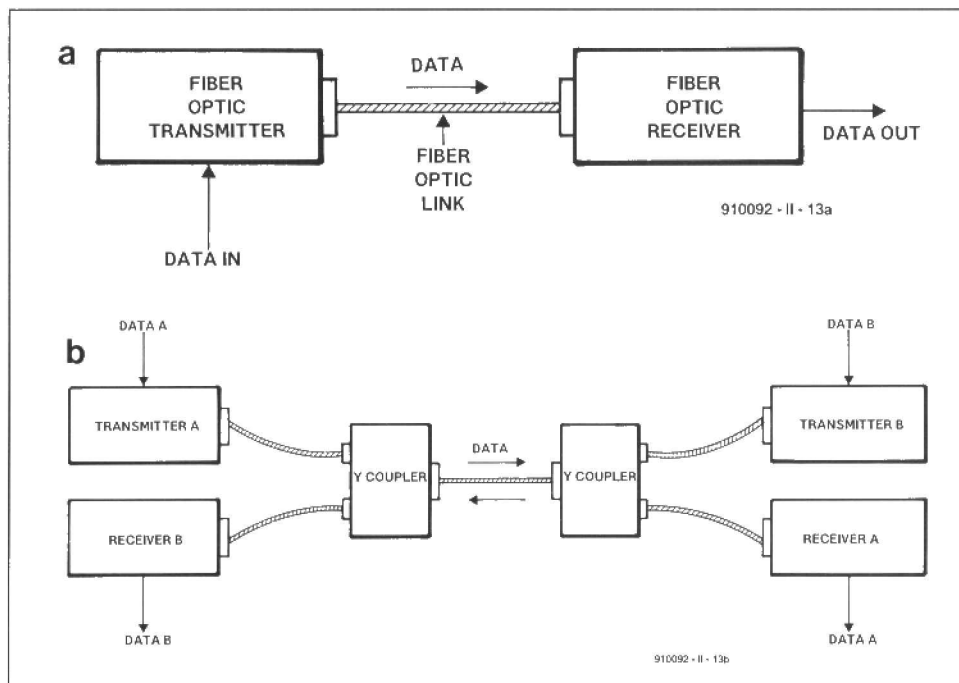 a
FIBER
OPTIC
TRANSMITTER
DATA
FIBER
OPTIC
RECEIVER
DATA OUT
FIBER
OPTIC
LINK
DATA IN
910092 - II - 13a
b
DATA A
DATA B
TRANSMITTER A
Y COUPLER
DATA
Y COUPLER
TRANSMITTER B
RECEIVER B
RECEIVER A
DATA B
DATA A
910092 - II - 13b